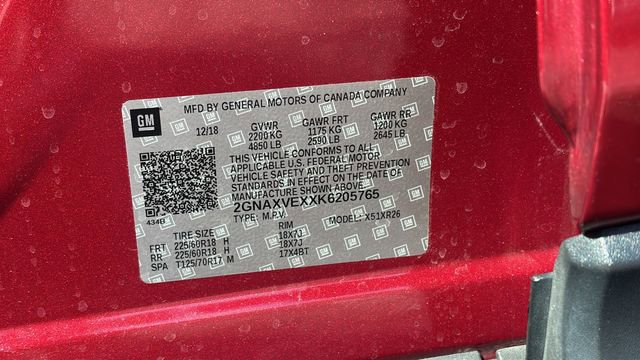 GM
MFD BY GENERAL MOTORS OF CANADA COMPANY
12/18 GVWR GAWR FRT GAWR RR
2200 KG 1175 KG 1200 KG
4850 LB 2590 LB 2645 LB
THIS VEHICLE CONFORMS TO ALL
APPLICABLE U.S. FEDERAL MOTOR
VEHICLE SAFETY AND THEFT PREVENTION
STANDARDS IN EFFECT ON THE DATE OF
MANUFACTURE SHOWN ABOVE.
2GNAXVEXXK6205765
434B TYPE: M.P.V. MODEL: X51XR26
TIRE SIZE RIM
FRT 225/60R18 H 18X7J
RR 225/60R18 H 18X7J
SPA T125/70R17 M 17X4BT